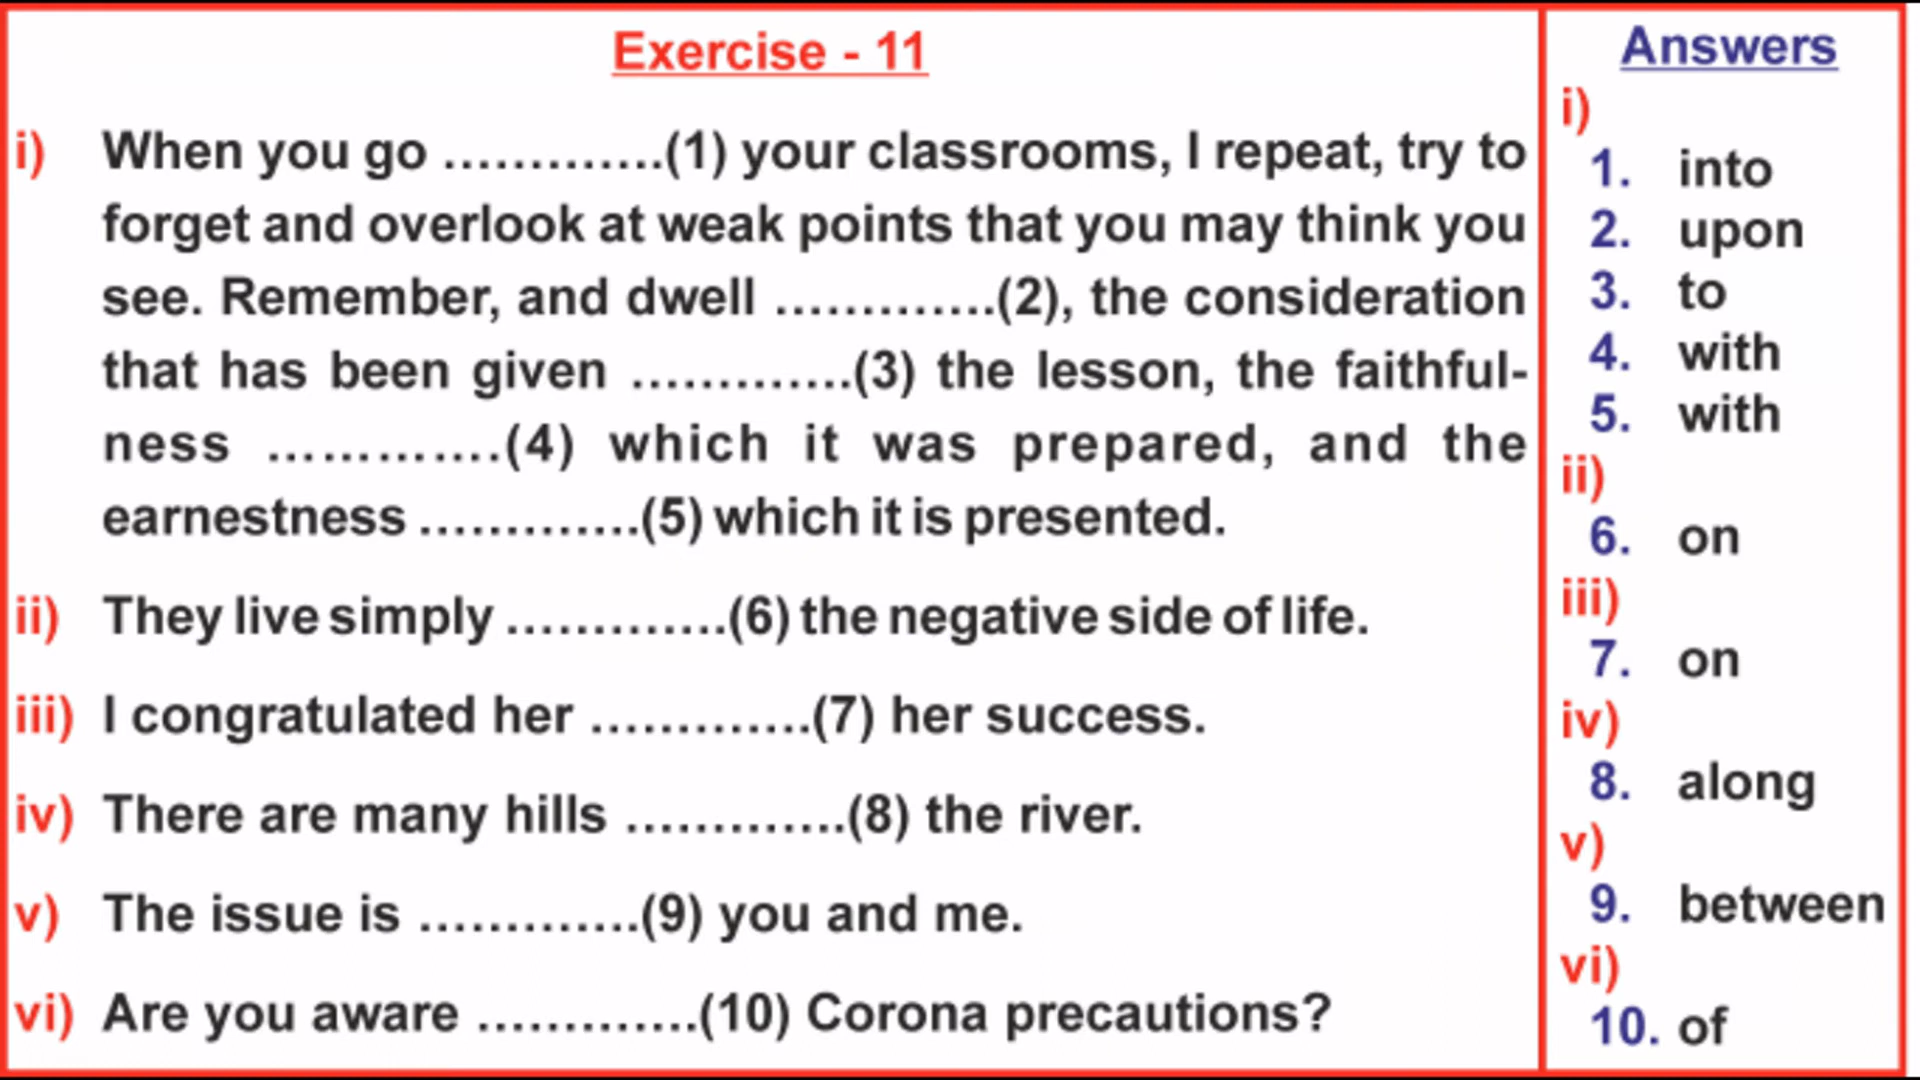 Exercise - 11
i) When you go .............(1) your classrooms, I repeat, try to
forget and overlook at weak points that you may think you
see. Remember, and dwell .............(2), the consideration
that has been given .............(3) the lesson, the faithful-
ness .............(4) which it was prepared, and the
earnestness .............(5) which it is presented.
ii) They live simply .............(6) the negative side of life.
iii) I congratulated her .............(7) her success.
iv) There are many hills .............(8) the river.
v) The issue is .............(9) you and me.
vi) Are you aware .............(10) Corona precautions?
Answers
i)
1. into
2. upon
3. to
4. with
5. with
ii)
6. on
iii)
7. on
iv)
8. along
v)
9. between
vi)
10. of